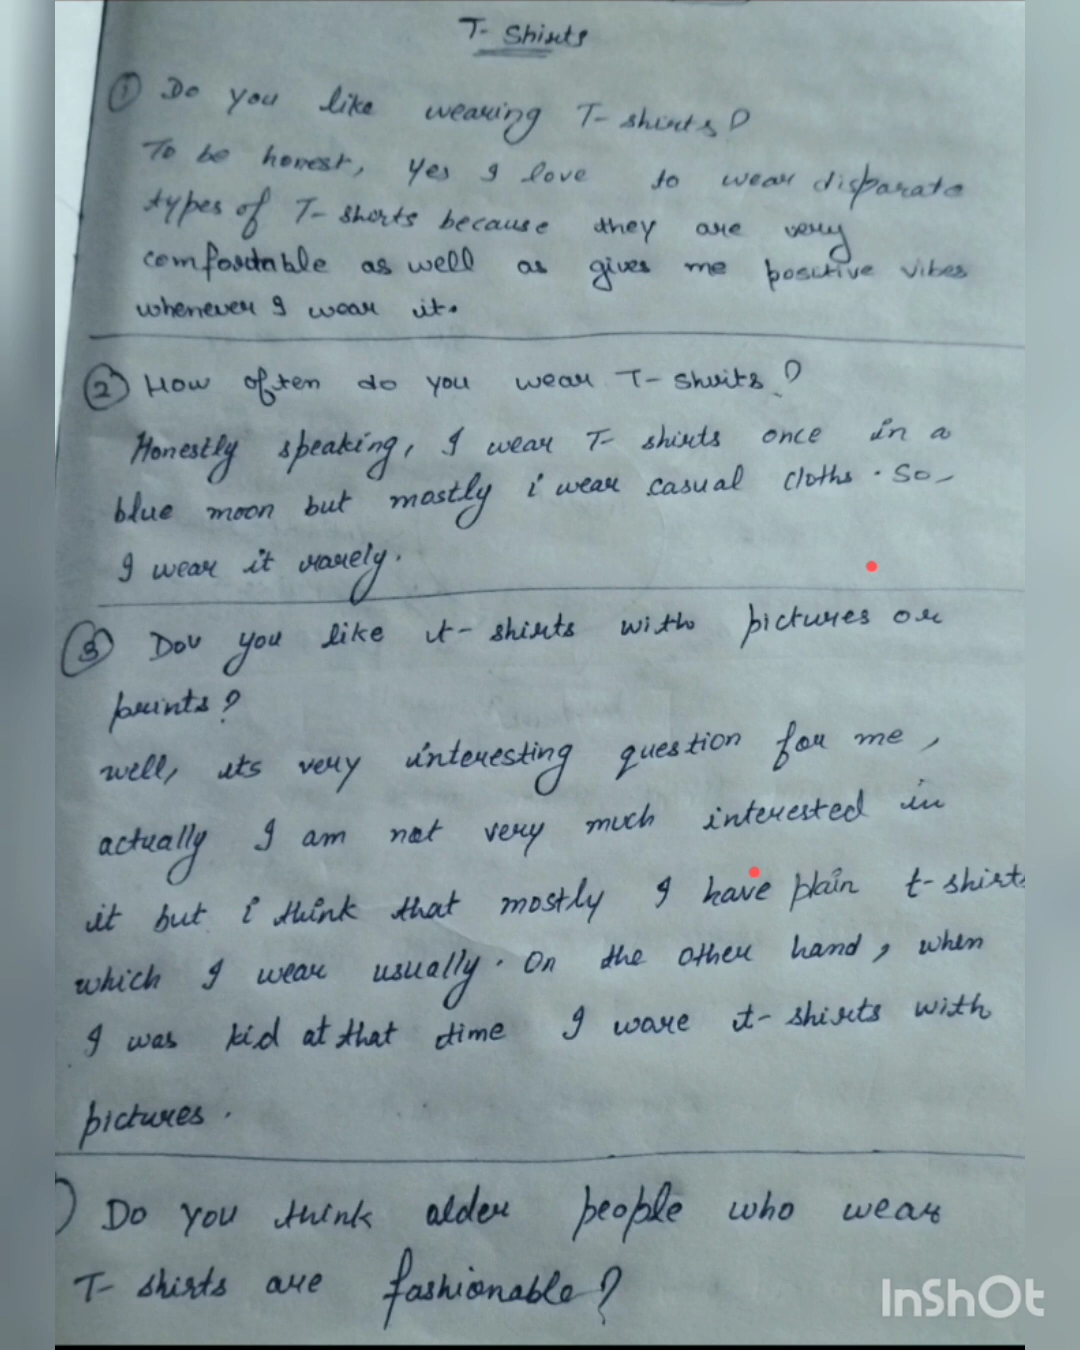 T- Shirts
① Do you like wearing T- shirts?
To be honest, yes I love to wear disparate
types of T- shirts because they are very
comfortable as well as gives me positive vibes
whenever I wear it.
② How often do you wear T- shirts?
Honestly speaking, I wear T- shirts once in a
blue moon but mostly i wear casual cloths. So
I wear it rarely.
③ Dov you like t- shirts with pictures or
prints?
well, its very interesting question for me,
actually I am not very much interested in
it but i think that mostly I have plain t- shirts
which I wear usually. On the other hand, when
I was kid at that time I ware t- shirts with
pictures.
Do you think older people who wear
T- shirts are fashionable?
InShOt